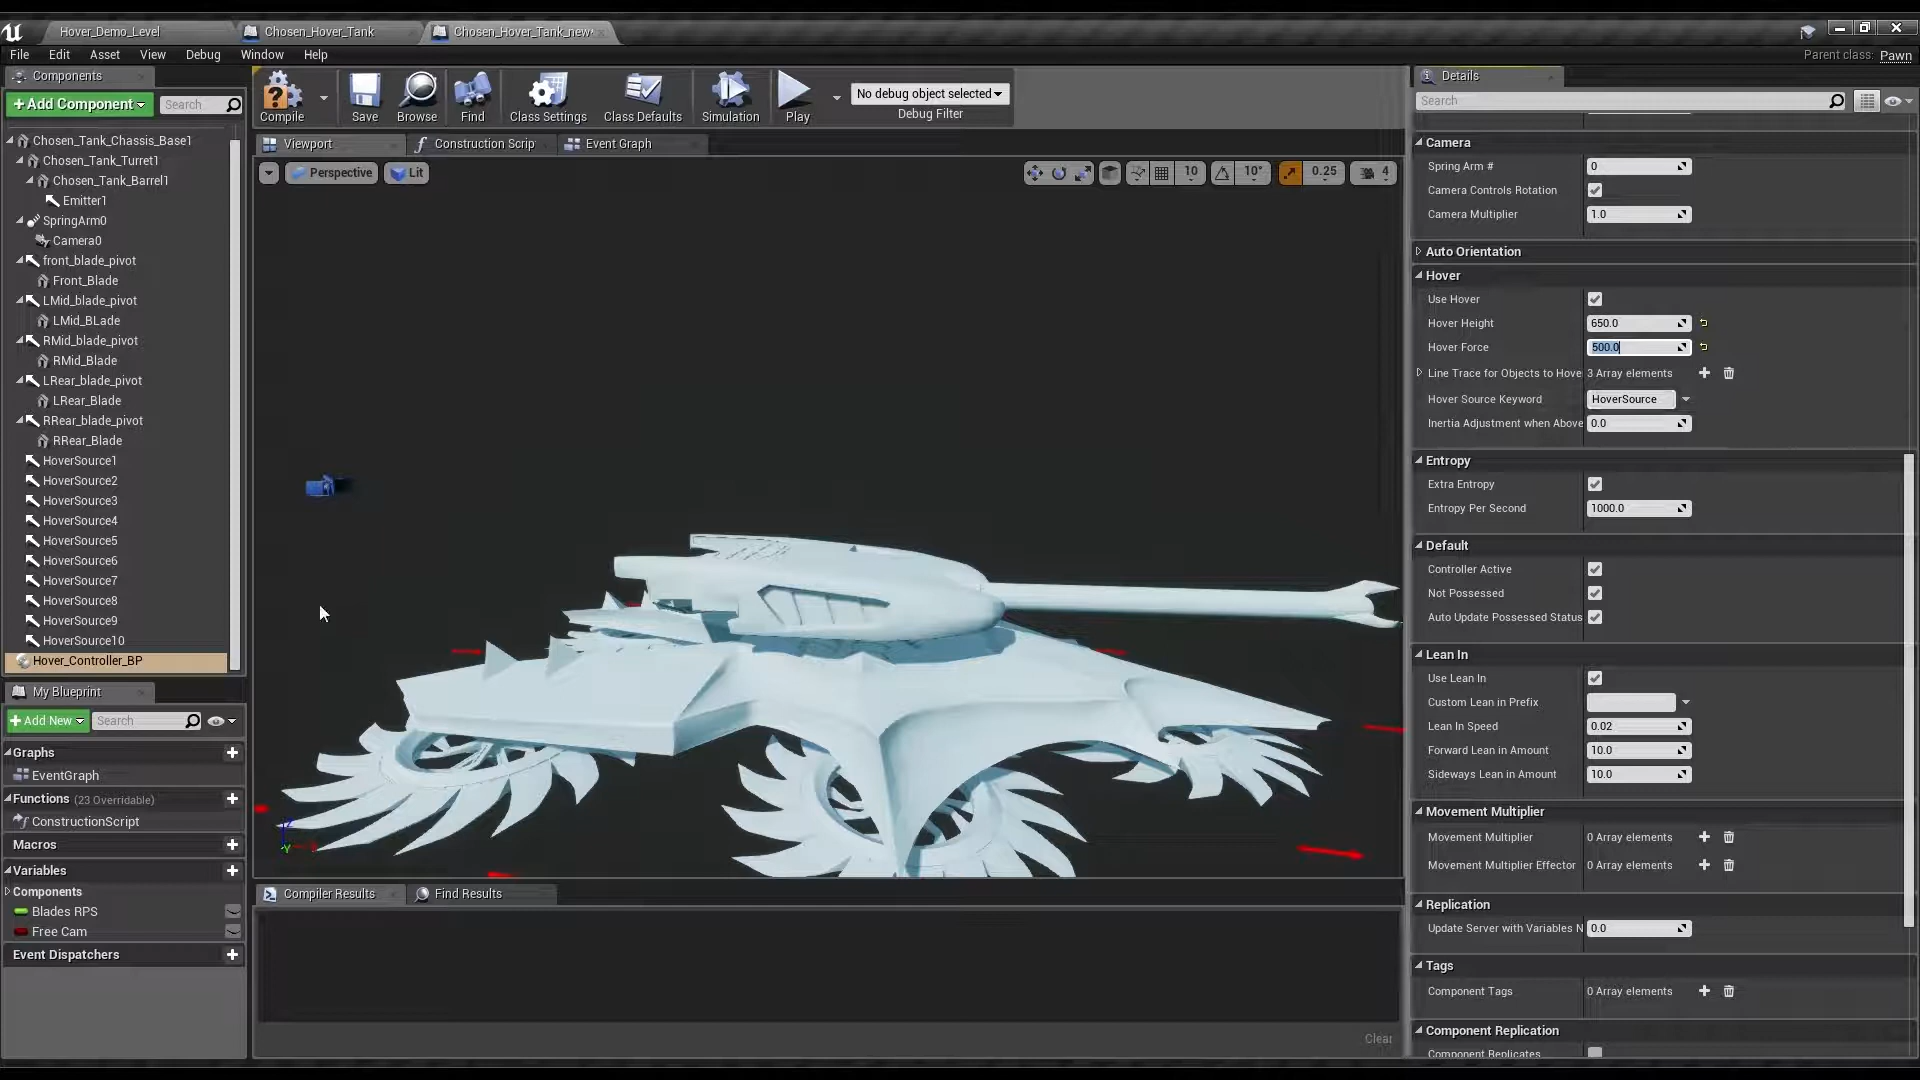 Hover_Demo_Level
Chosen_Hover_Tank
Chosen_Hover_Tank_new*
File Edit Asset View Debug Window Help
Parent class: Pawn
Components
+ Add Component
Search
Chosen_Tank_Chassis_Base1
Chosen_Tank_Turret1
Chosen_Tank_Barrel1
Emitter1
SpringArm0
Camera0
front_blade_pivot
Front_Blade
LMid_blade_pivot
LMid_BLade
RMid_blade_pivot
RMid_Blade
LRear_blade_pivot
LRear_Blade
RRear_blade_pivot
RRear_Blade
HoverSource1
HoverSource2
HoverSource3
HoverSource4
HoverSource5
HoverSource6
HoverSource7
HoverSource8
HoverSource9
HoverSource10
Hover_Controller_BP
My Blueprint
+ Add New
Search
Graphs
EventGraph
Functions (23 Overridable)
ConstructionScript
Macros
Variables
Components
Blades RPS
Free Cam
Event Dispatchers
Compile
Save
Browse
Find
Class Settings
Class Defaults
Simulation
Play
No debug object selected
Debug Filter
Viewport
Construction Scrip
Event Graph
Perspective
Lit
10
10°
0.25
4
Compiler Results
Find Results
Clear
Details
Search
Camera
Spring Arm # 0
Camera Controls Rotation
Camera Multiplier 1.0
Auto Orientation
Hover
Use Hover
Hover Height 650.0
Hover Force 500.0
Line Trace for Objects to Hove 3 Array elements
Hover Source Keyword HoverSource
Inertia Adjustment when Above 0.0
Entropy
Extra Entropy
Entropy Per Second 1000.0
Default
Controller Active
Not Possessed
Auto Update Possessed Status
Lean In
Use Lean In
Custom Lean in Prefix
Lean In Speed 0.02
Forward Lean in Amount 10.0
Sideways Lean in Amount 10.0
Movement Multiplier
Movement Multiplier 0 Array elements
Movement Multiplier Effector 0 Array elements
Replication
Update Server with Variables N 0.0
Tags
Component Tags 0 Array elements
Component Replication
Component Replicates